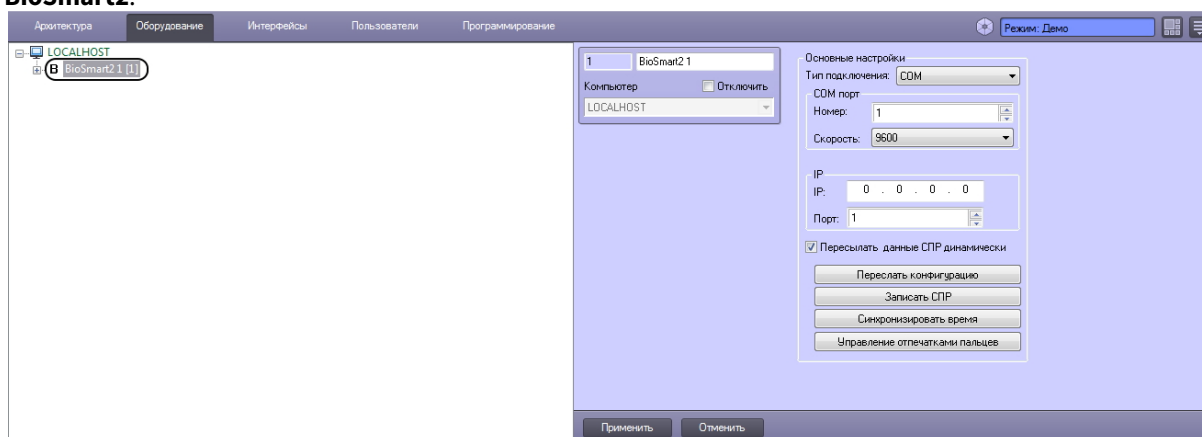 BioSmart2.
Архитектура Оборудование Интерфейсы Пользователи Программирование Режим: Демо
LOCALHOST
B BioSmart2 1 [1]
1 BioSmart2 1
Компьютер Отключить
LOCALHOST
Основные настройки
Тип подключения: COM
COM порт
Номер: 1
Скорость: 9600
IP
IP: 0 . 0 . 0 . 0
Порт: 1
Пересылать данные СПР динамически
Переслать конфигурацию
Записать СПР
Синхронизировать время
Управление отпечатками пальцев
Применить Отменить